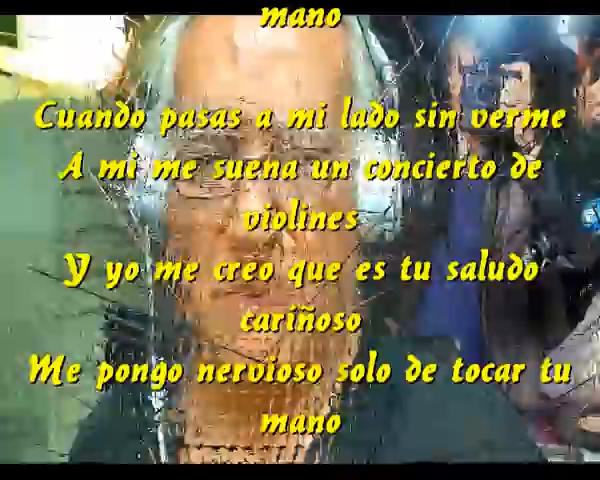 mano
Cuando pasas a mi lado sin verme
A mi me suena un concierto de
violines
Y yo me creo que es tu saludo
cariñoso
Me pongo nervioso solo de tocar tu
mano